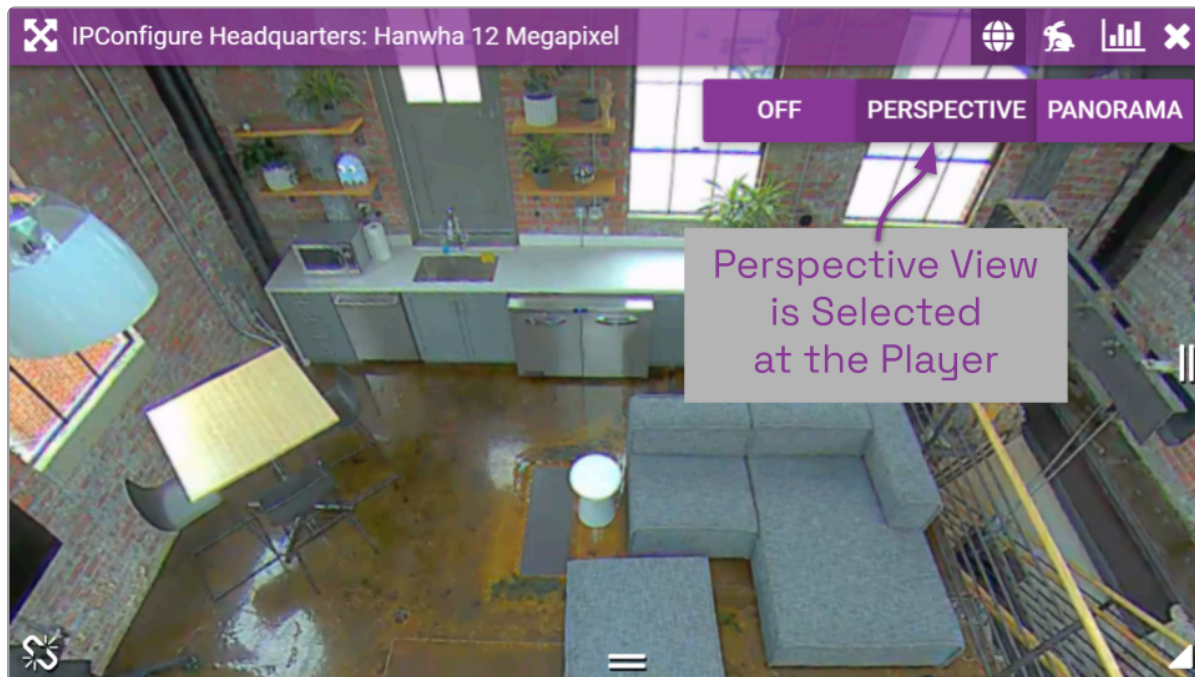 IPConfigure Headquarters: Hanwha 12 Megapixel
OFF PERSPECTIVE PANORAMA
Perspective View
is Selected
at the Player